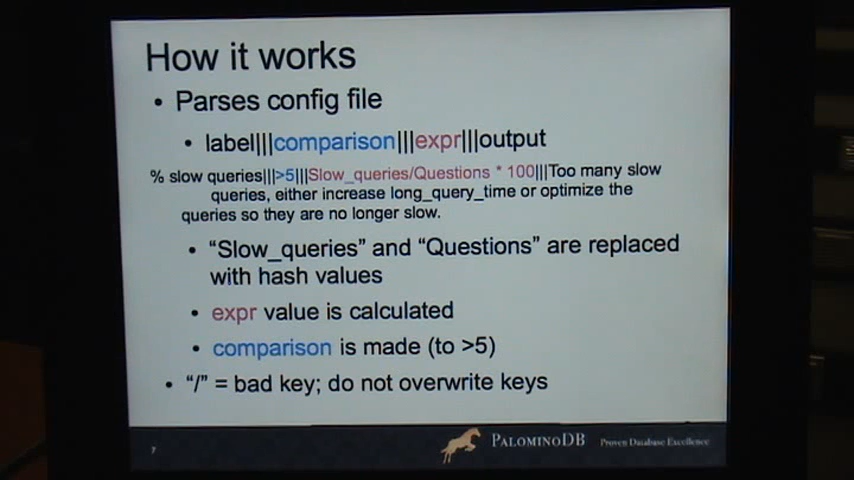 How it works
• Parses config file
• label|||comparison|||expr|||output
% slow queries|||>5|||Slow_queries/Questions * 100|||Too many slow
queries, either increase long_query_time or optimize the
queries so they are no longer slow.
• “Slow_queries” and “Questions” are replaced
with hash values
• expr value is calculated
• comparison is made (to >5)
• “/” = bad key; do not overwrite keys
7
PALOMINODB Proven Database Excellence